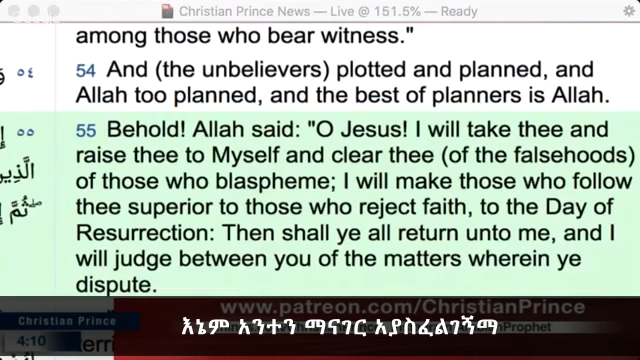 Christian Prince News — Live @ 151.5% — Ready
among those who bear witness."
54 And (the unbelievers) plotted and planned, and
٥٤
Allah too planned, and the best of planners is Allah.
55 Behold! Allah said: "O Jesus! I will take thee and
٥٥
raise thee to Myself and clear thee (of the falsehoods)
of those who blaspheme; I will make those who follow
thee superior to those who reject faith, to the Day of
Resurrection: Then shall ye all return unto me, and I
will judge between you of the matters wherein ye
dispute.
www.patreon.com/ChristianPrince
Christian Prince
እኔም አንተን ማናገር አያስፈልገኝማ
4:10